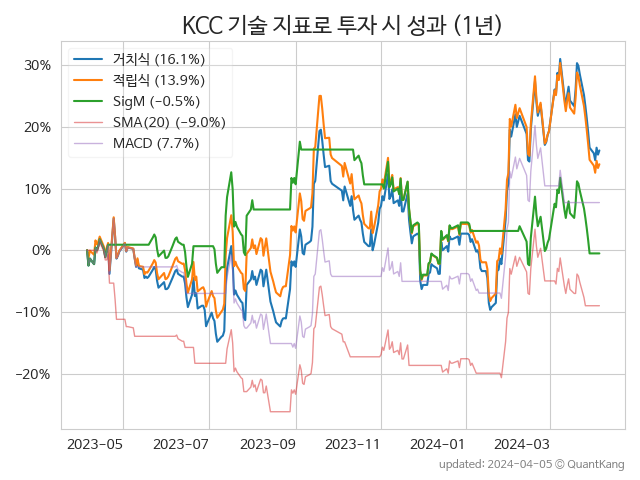 KCC 기술 지표로 투자 시 성과 (1년)
거치식 (16.1%)
적립식 (13.9%)
SigM (−0.5%)
SMA(20) (−9.0%)
MACD (7.7%)
30%
20%
10%
0%
−10%
−20%
2023-05
2023-07
2023-09
2023-11
2024-01
2024-03
updated: 2024-04-05 © QuantKang